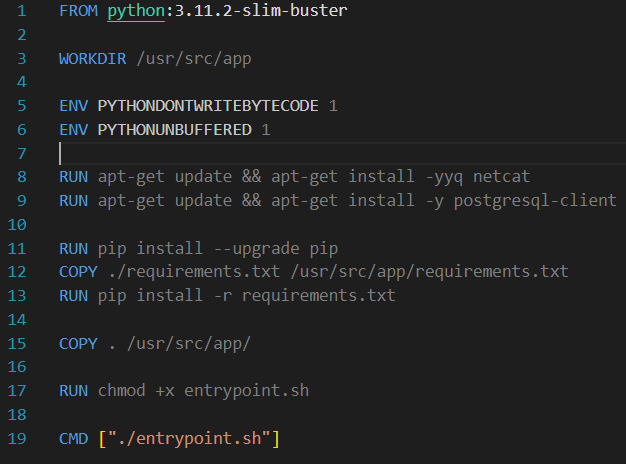 1 FROM python:3.11.2-slim-buster
2
3 WORKDIR /usr/src/app
4
5 ENV PYTHONDONTWRITEBYTECODE 1
6 ENV PYTHONUNBUFFERED 1
7
8 RUN apt-get update && apt-get install -yyq netcat
9 RUN apt-get update && apt-get install -y postgresql-client
10
11 RUN pip install --upgrade pip
12 COPY ./requirements.txt /usr/src/app/requirements.txt
13 RUN pip install -r requirements.txt
14
15 COPY . /usr/src/app/
16
17 RUN chmod +x entrypoint.sh
18
19 CMD ["./entrypoint.sh"]